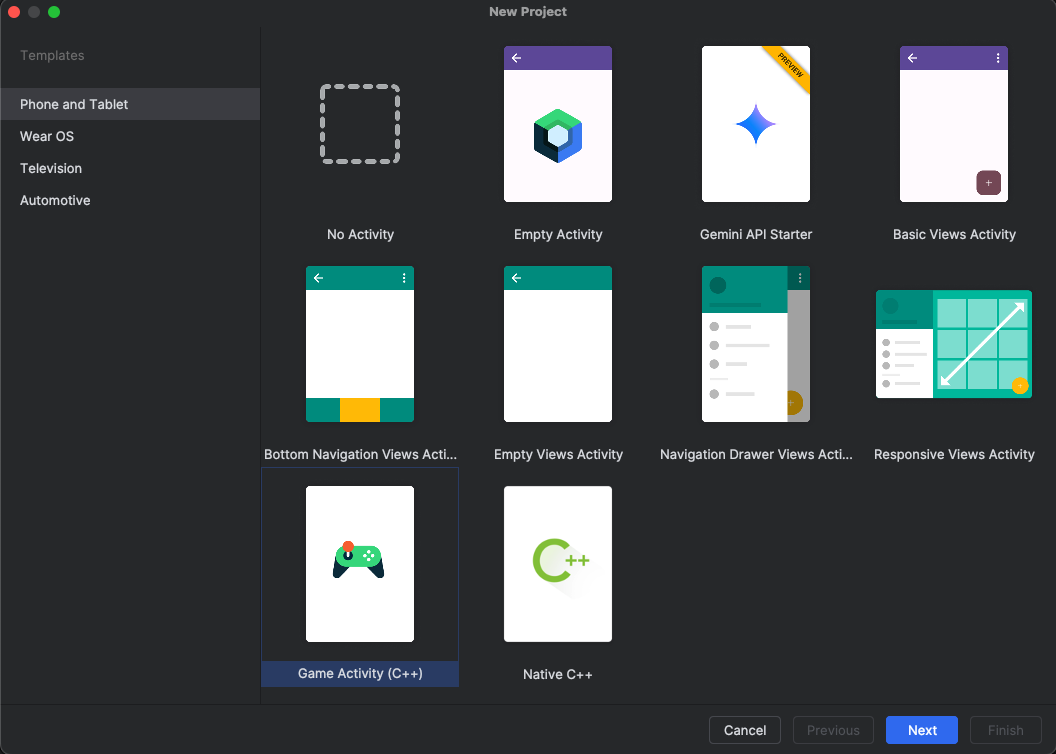 New Project
Templates
Phone and Tablet
Wear OS
Television
Automotive
PREVIEW
No Activity
Empty Activity
Gemini API Starter
Basic Views Activity
Bottom Navigation Views Acti...
Empty Views Activity
Navigation Drawer Views Acti...
Responsive Views Activity
C++
Game Activity (C++)
Native C++
Cancel
Previous
Next
Finish